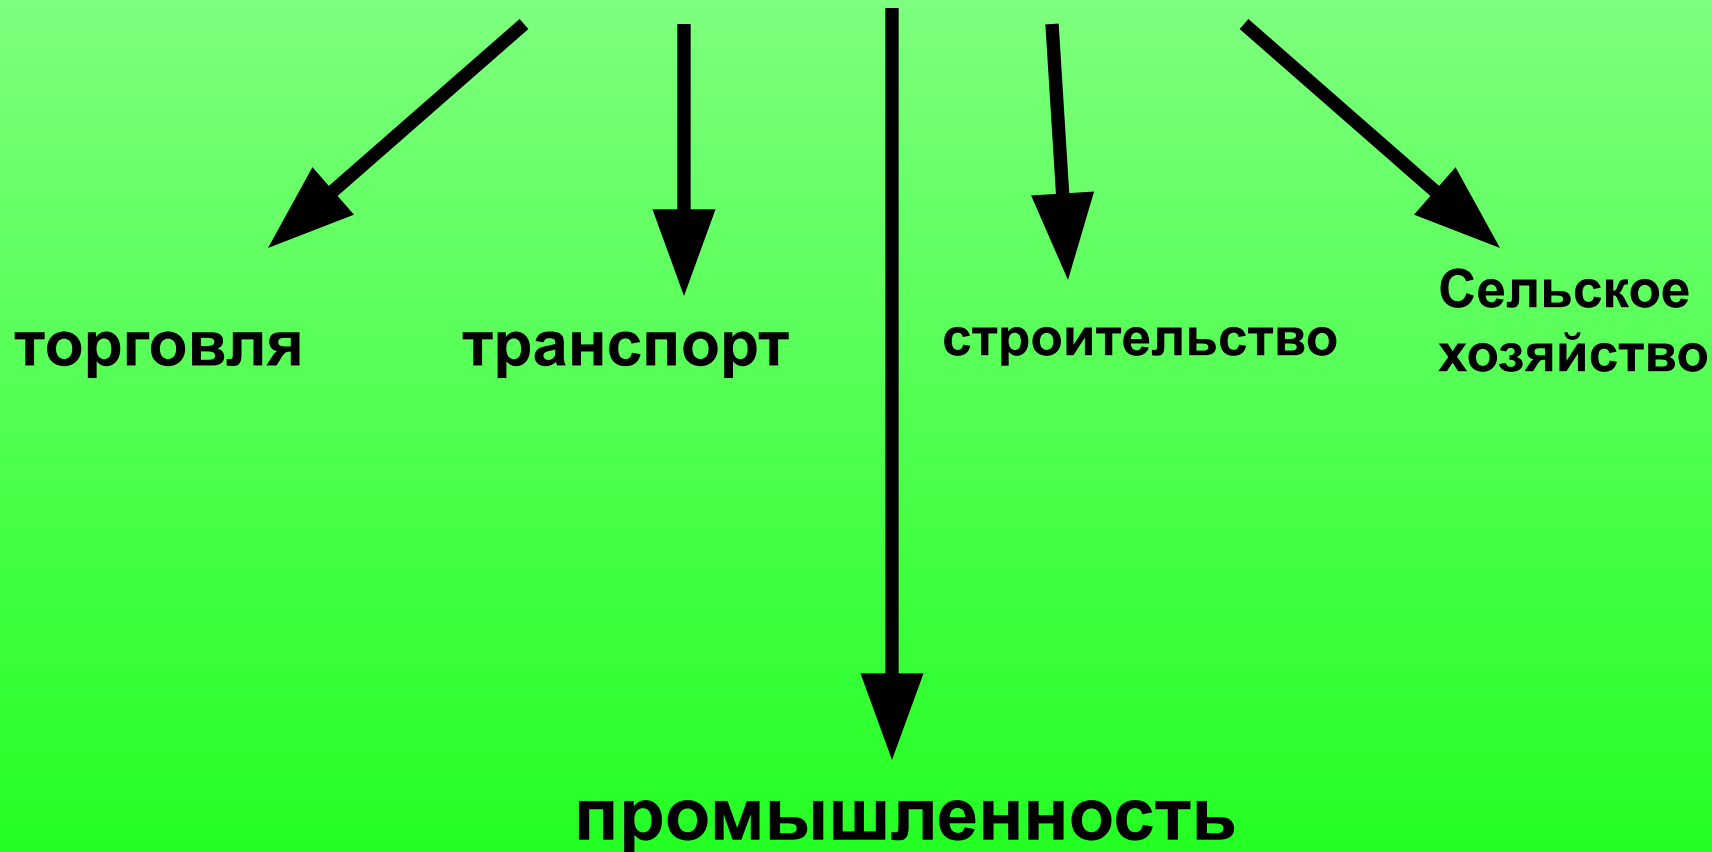 торговля
транспорт
строительство
Сельское
хозяйство
промышленность